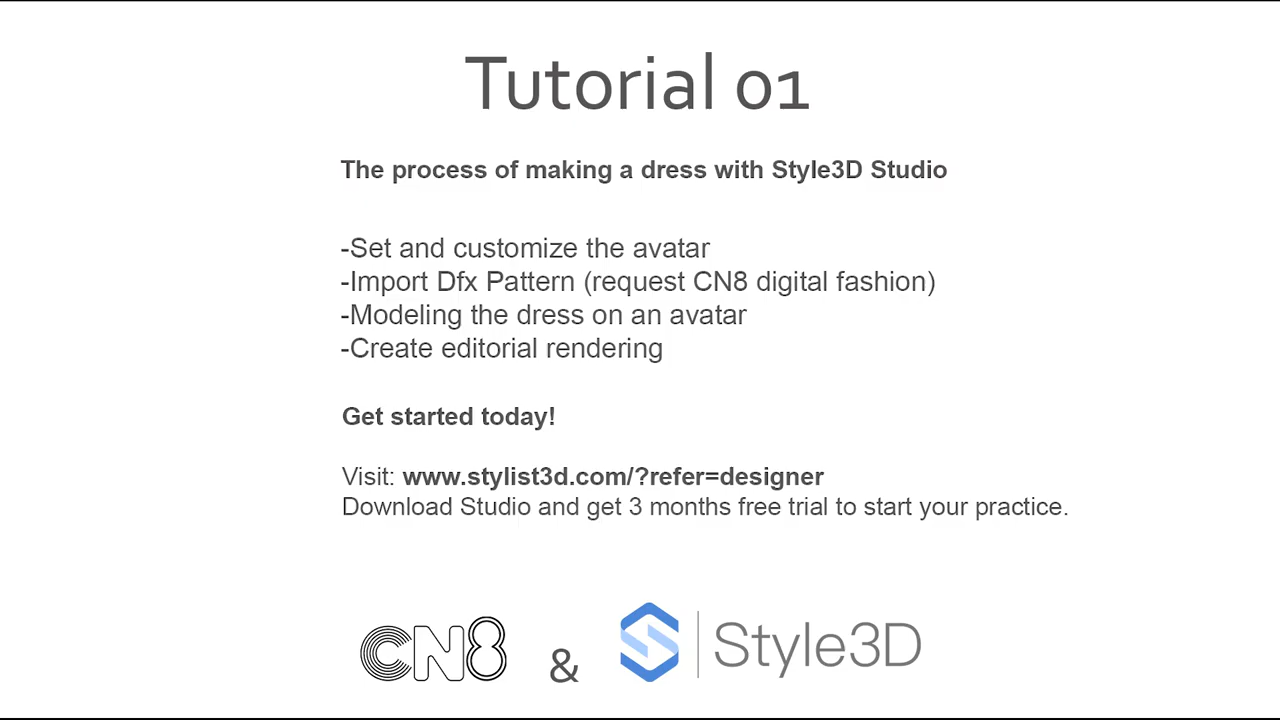 Tutorial 01
The process of making a dress with Style3D Studio
-Set and customize the avatar
-Import Dfx Pattern (request CN8 digital fashion)
-Modeling the dress on an avatar
-Create editorial rendering
Get started today!
Visit: www.stylist3d.com/?refer=designer
Download Studio and get 3 months free trial to start your practice.
CN8 & Style3D